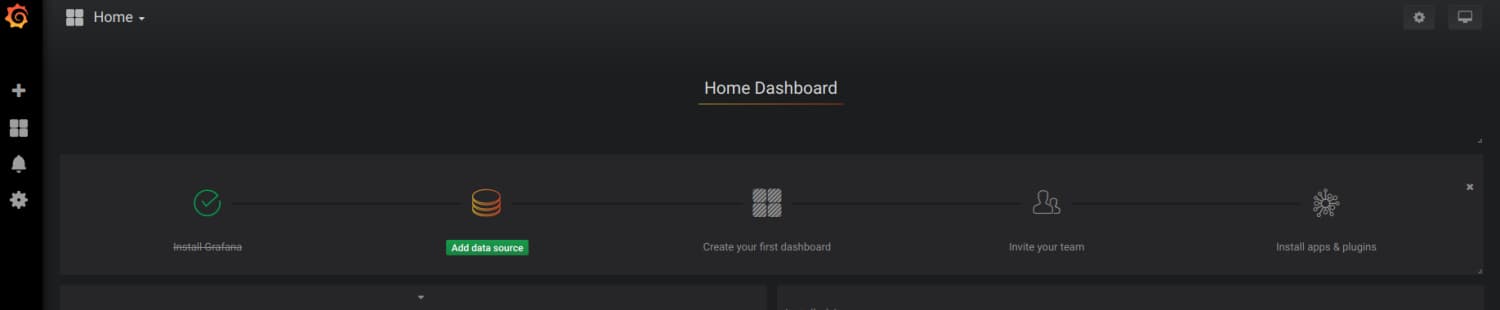 Home
Home Dashboard
Install Grafana
Add data source
Create your first dashboard
Invite your team
Install apps & plugins